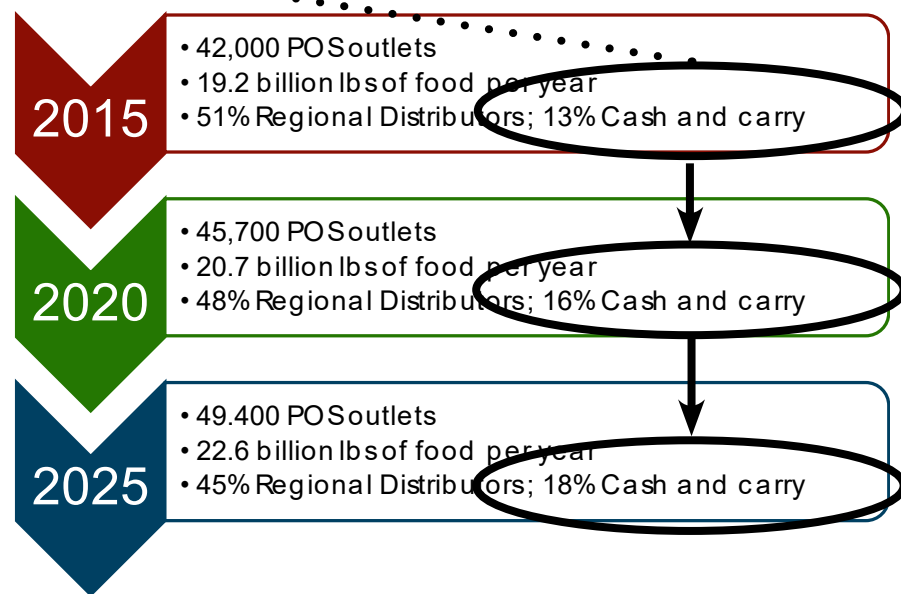 2015
• 42,000 POS outlets
• 19.2 billion lbs of food per year
• 51% Regional Distributors; 13% Cash and carry
2020
• 45,700 POS outlets
• 20.7 billion lbs of food per year
• 48% Regional Distributors; 16% Cash and carry
2025
• 49.400 POS outlets
• 22.6 billion lbs of food per year
• 45% Regional Distributors; 18% Cash and carry